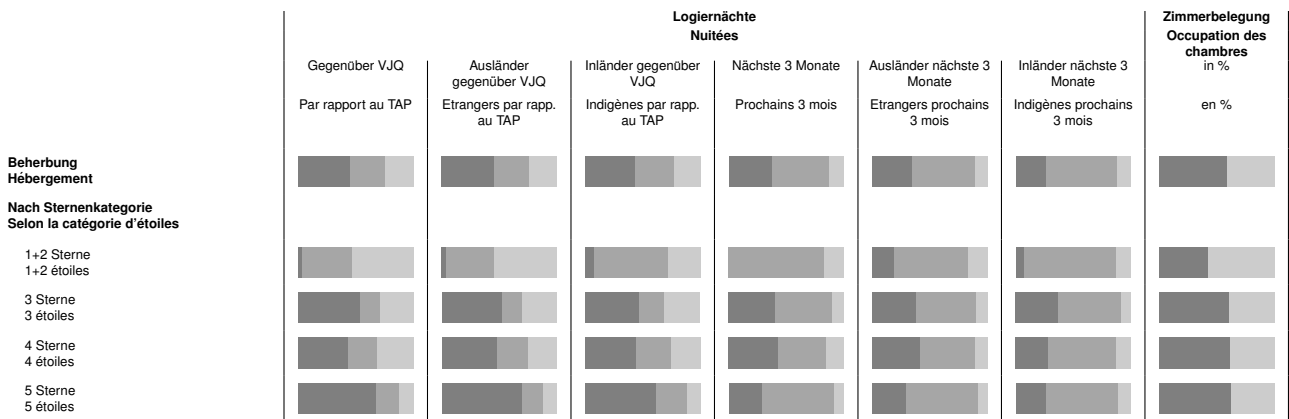 Logiernächte
Nuitées
Zimmerbelegung
Occupation des
chambres
Gegenüber VJQ
Ausländer
gegenüber VJQ
Inländer gegenüber
VJQ
Nächste 3 Monate
Ausländer nächste 3
Monate
Inländer nächste 3
Monate
in %
Par rapport au TAP
Etrangers par rapp.
au TAP
Indigènes par rapp.
au TAP
Prochains 3 mois
Etrangers prochains
3 mois
Indigènes prochains
3 mois
en %
Beherbung
Hébergement
Nach Sternenkategorie
Selon la catégorie d'étoiles
1+2 Sterne
1+2 étoiles
3 Sterne
3 étoiles
4 Sterne
4 étoiles
5 Sterne
5 étoiles